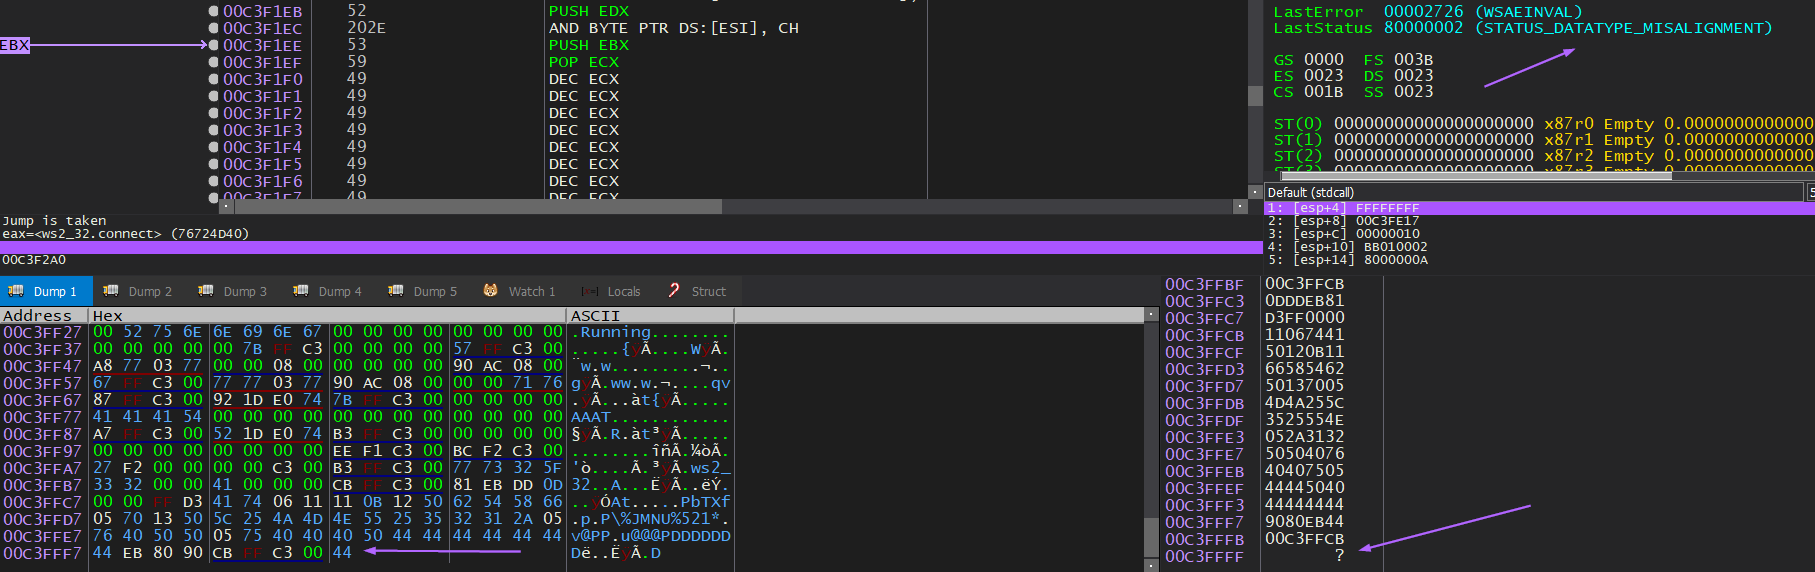 EBX
00C3F1EB 52 PUSH EDX
00C3F1EC 202E AND BYTE PTR DS:[ESI], CH
00C3F1EE 53 PUSH EBX
00C3F1EF 59 POP ECX
00C3F1F0 49 DEC ECX
00C3F1F1 49 DEC ECX
00C3F1F2 49 DEC ECX
00C3F1F3 49 DEC ECX
00C3F1F4 49 DEC ECX
00C3F1F5 49 DEC ECX
00C3F1F6 49 DEC ECX
00C3F1F7 49 DEC ECX
LastError 00002726 (WSAEINVAL)
LastStatus 80000002 (STATUS_DATATYPE_MISALIGNMENT)
GS 0000 FS 003B
ES 0023 DS 0023
CS 001B SS 0023
ST(0) 00000000000000000000 x87r0 Empty 0.0000000000000
ST(1) 00000000000000000000 x87r1 Empty 0.0000000000000
ST(2) 00000000000000000000 x87r2 Empty 0.0000000000000
Default (stdcall) 5
1: [esp+4] FFFFFFFF
2: [esp+8] 00C3FE17
3: [esp+C] 00000010
4: [esp+10] BB010002
5: [esp+14] 8000000A
Jump is taken
eax=<ws2_32.connect> (76724D40)
00C3F2A0
Dump 1 Dump 2 Dump 3 Dump 4 Dump 5 Watch 1 Locals Struct
Address Hex ASCII
00C3FF27 00 52 75 6E 6E 69 6E 67 00 00 00 00 00 00 00 00 .Running........
00C3FF37 00 00 00 00 00 7B FF C3 00 00 00 00 57 FF C3 00 .....{ÿÃ....WÿÃ.
00C3FF47 A8 77 03 77 00 00 08 00 00 00 00 00 90 AC 08 00 ¨w.w.........¬..
00C3FF57 67 FF C3 00 77 77 03 77 90 AC 08 00 00 00 71 76 gÿÃ.ww.w.¬....qv
00C3FF67 87 FF C3 00 92 1D E0 74 7B FF C3 00 00 00 00 00 .ÿÃ...àt{ÿÃ.....
00C3FF77 41 41 41 54 00 00 00 00 00 00 00 00 00 00 00 00 AAAT............
00C3FF87 A7 FF C3 00 52 1D E0 74 B3 FF C3 00 00 00 00 00 §ÿÃ.R.àt³ÿÃ.....
00C3FF97 00 00 00 00 00 00 00 00 EE F1 C3 00 BC F2 C3 00 ........îñÃ.¼òÃ.
00C3FFA7 27 F2 00 00 00 00 C3 00 B3 FF C3 00 77 73 32 5F 'ò....Ã.³ÿÃ.ws2_
00C3FFB7 33 32 00 00 41 00 00 00 CB FF C3 00 81 EB DD 0D 32..A...ËÿÃ..ëÝ.
00C3FFC7 00 00 FF D3 41 74 06 11 11 0B 12 50 62 54 58 66 ..ÿÓAt.....PbTXf
00C3FFD7 05 70 13 50 5C 25 4A 4D 4E 55 25 35 32 31 2A 05 .p.P\%JMNU%521*.
00C3FFE7 76 40 50 50 05 75 40 40 40 50 44 44 44 44 44 44 v@PP.u@@@PDDDDDD
00C3FFF7 44 EB 80 90 CB FF C3 00 44 Dë..ËÿÃ.D
00C3FFBF 00C3FFCB
00C3FFC3 0DDDEB81
00C3FFC7 D3FF0000
00C3FFCB 11067441
00C3FFCF 50120B11
00C3FFD3 66585462
00C3FFD7 50137005
00C3FFDB 4D4A255C
00C3FFDF 3525554E
00C3FFE3 052A3132
00C3FFE7 50504076
00C3FFEB 40407505
00C3FFEF 44445040
00C3FFF3 44444444
00C3FFF7 9080EB44
00C3FFFB 00C3FFCB
00C3FFFF ?